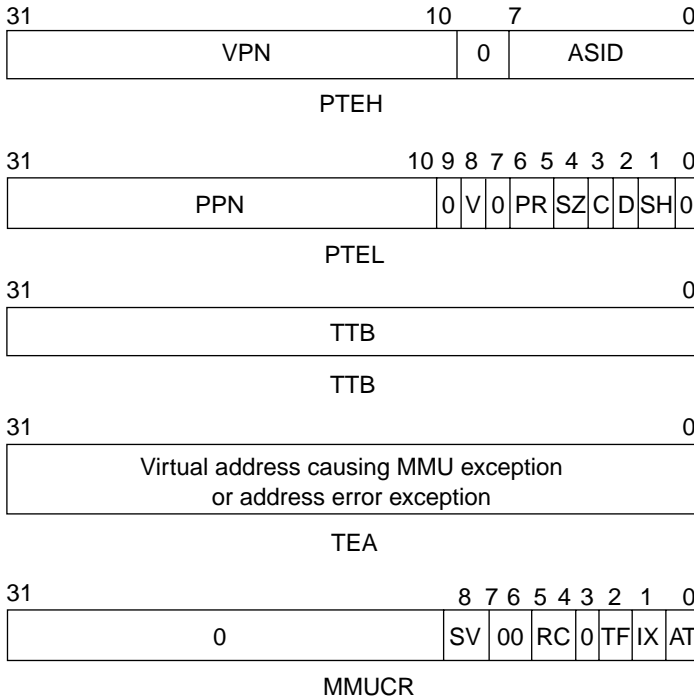 31 10 7 0
VPN 0 ASID
PTEH
31 10 9 8 7 6 5 4 3 2 1 0
PPN 0 V 0 PR SZ C D SH 0
PTEL
31 0
TTB
TTB
31 0
Virtual address causing MMU exception
or address error exception
TEA
31 8 7 6 5 4 3 2 1 0
0 SV 00 RC 0 TF IX AT
MMUCR